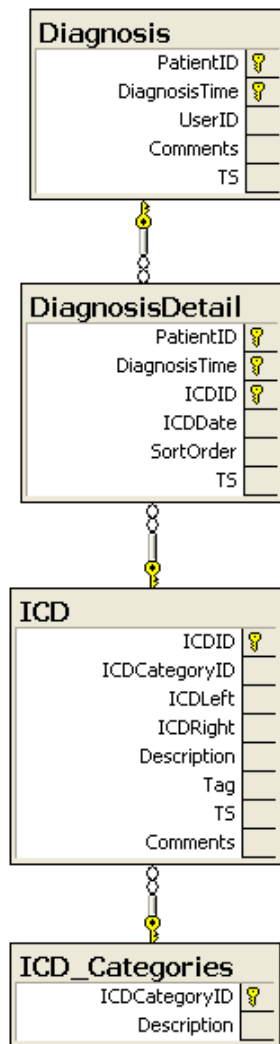 Diagnosis
PatientID
DiagnosisTime
UserID
Comments
TS
DiagnosisDetail
PatientID
DiagnosisTime
ICDID
ICDDate
SortOrder
TS
ICD
ICDID
ICDCategoryID
ICDLeft
ICDRight
Description
Tag
TS
Comments
ICD_Categories
ICDCategoryID
Description